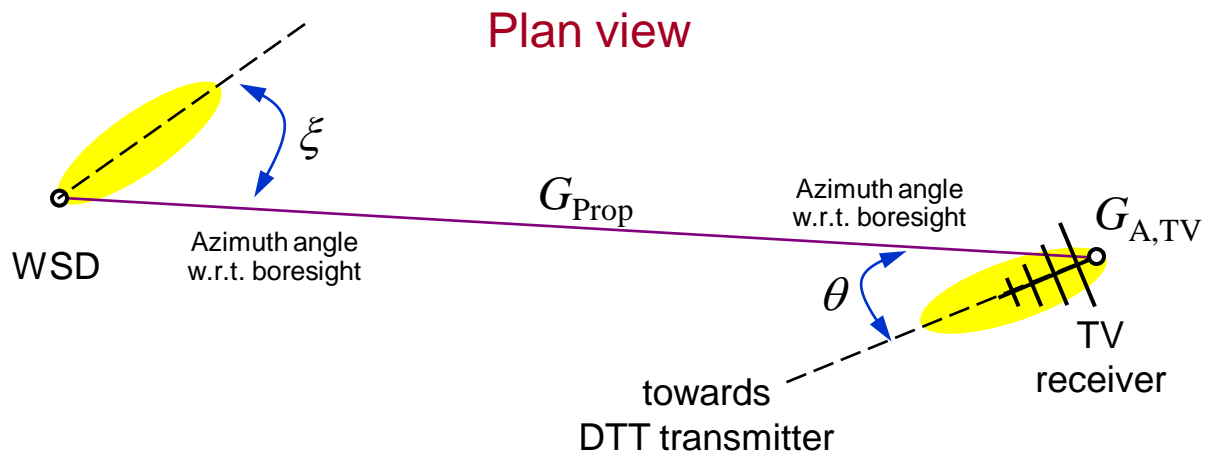 Plan view
ξ
G_Prop
Azimuth angle
w.r.t. boresight
G_A,TV
WSD
Azimuth angle
w.r.t. boresight
θ
TV
receiver
towards
DTT transmitter